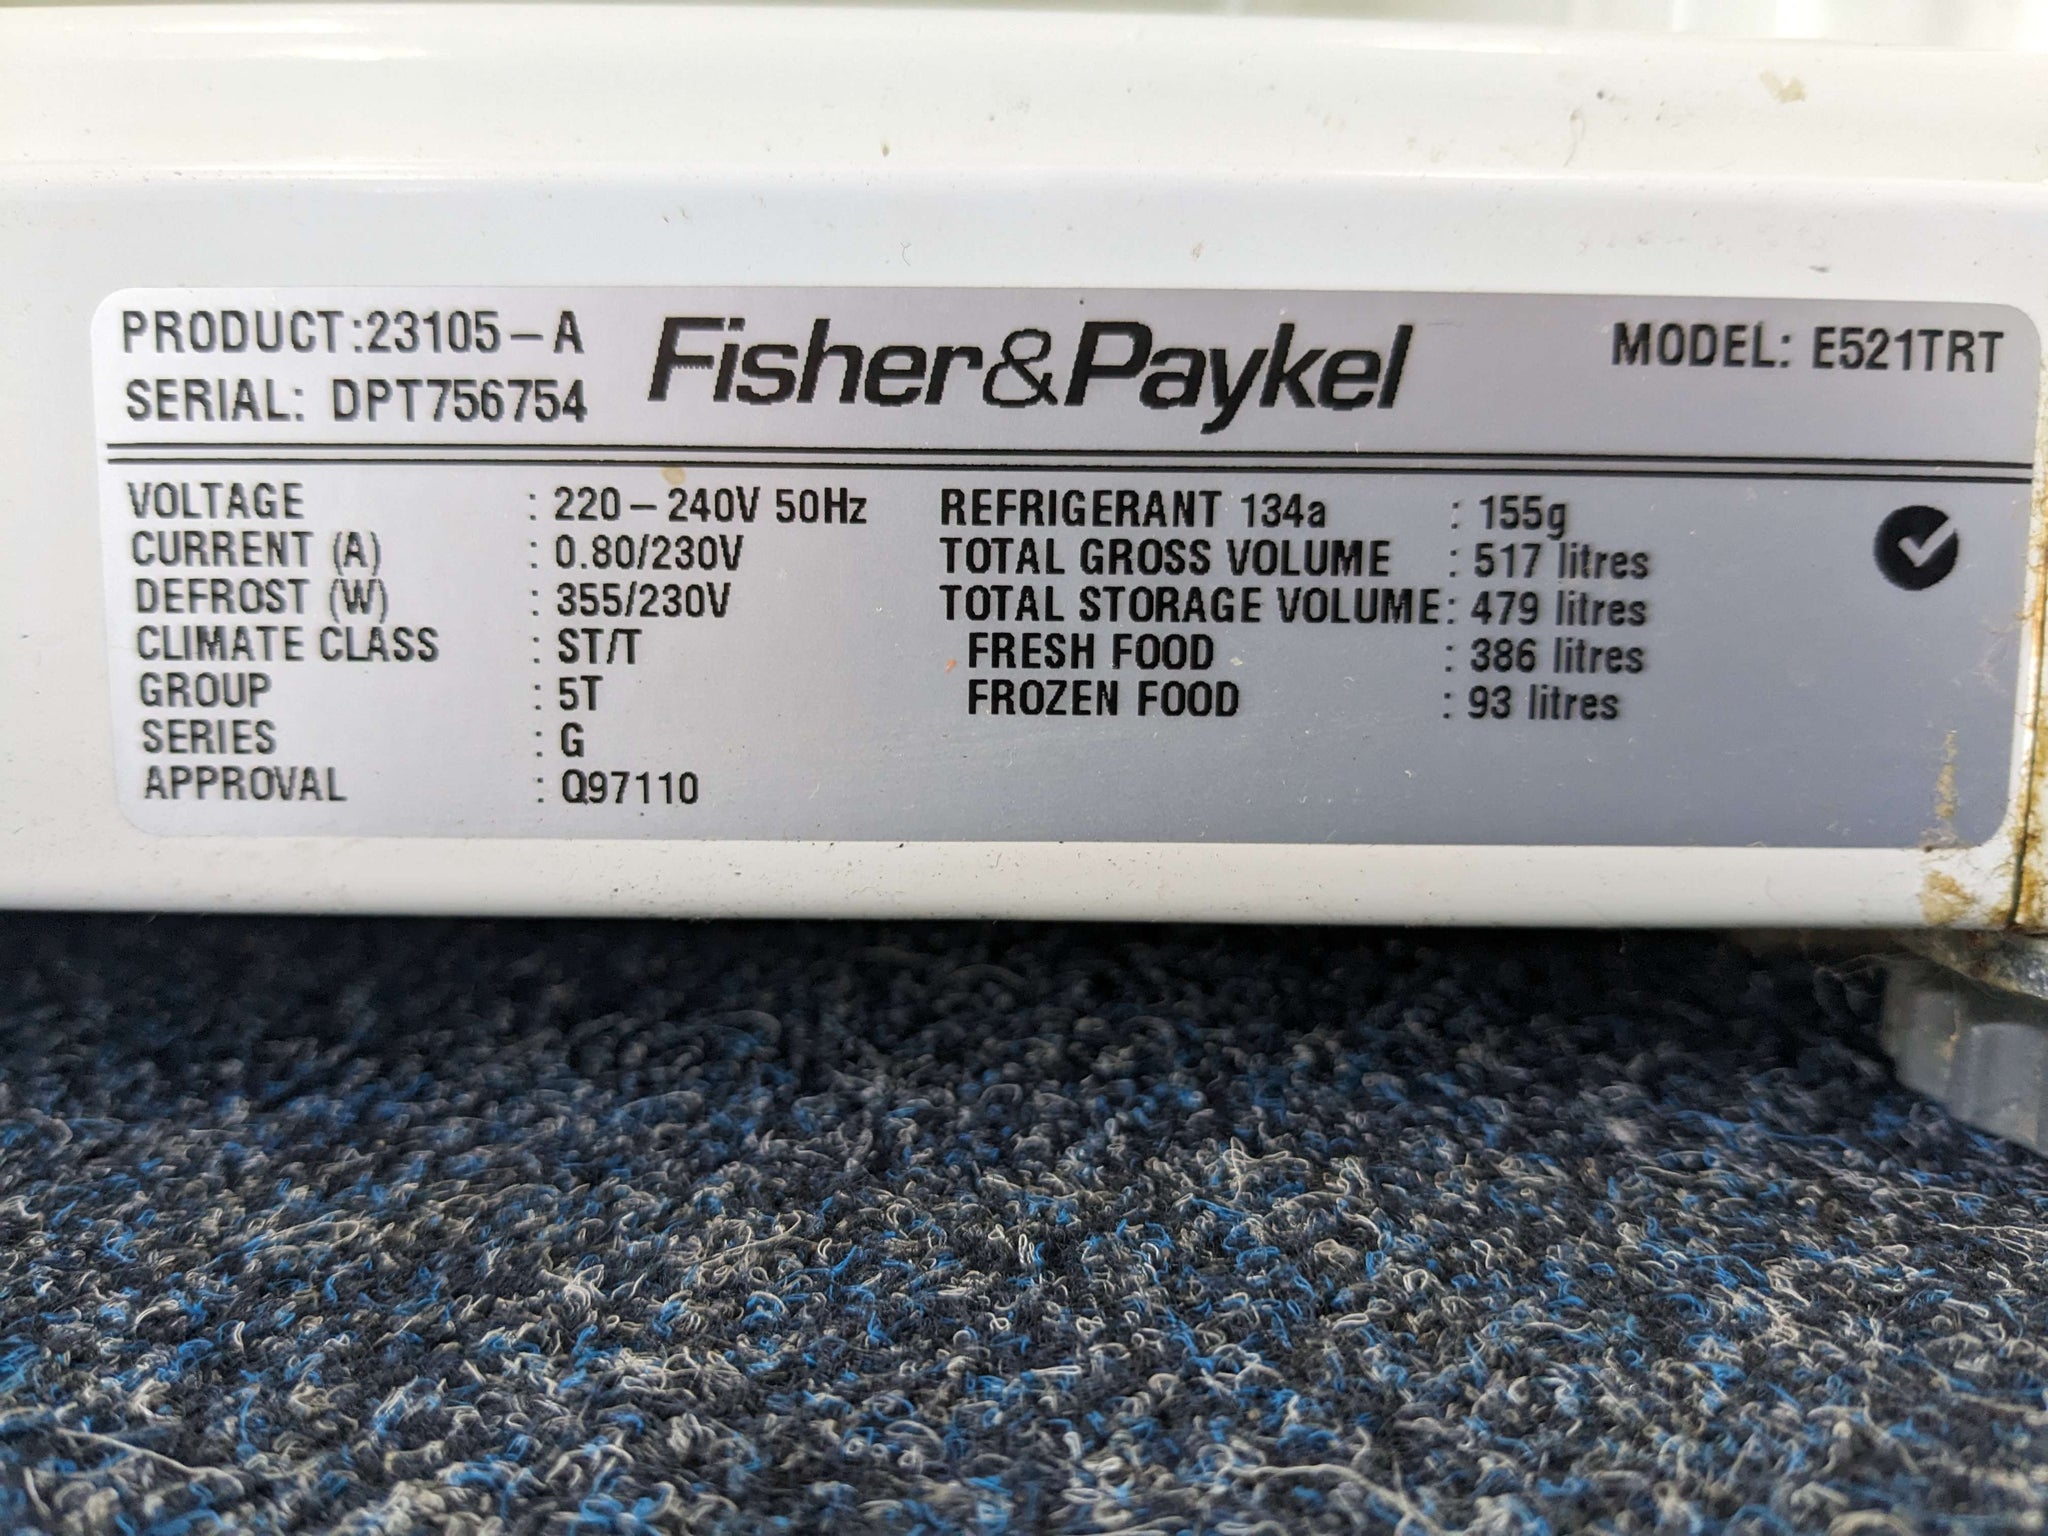 PRODUCT:23105-A
SERIAL: DPT756754
Fisher&Paykel
MODEL: E521TRT
VOLTAGE : 220-240V 50Hz
CURRENT (A) : 0.80/230V
DEFROST (W) : 355/230V
CLIMATE CLASS : ST/T
GROUP : 5T
SERIES : G
APPROVAL : Q97110
REFRIGERANT 134a : 155g
TOTAL GROSS VOLUME : 517 litres
TOTAL STORAGE VOLUME: 479 litres
FRESH FOOD : 386 litres
FROZEN FOOD : 93 litres